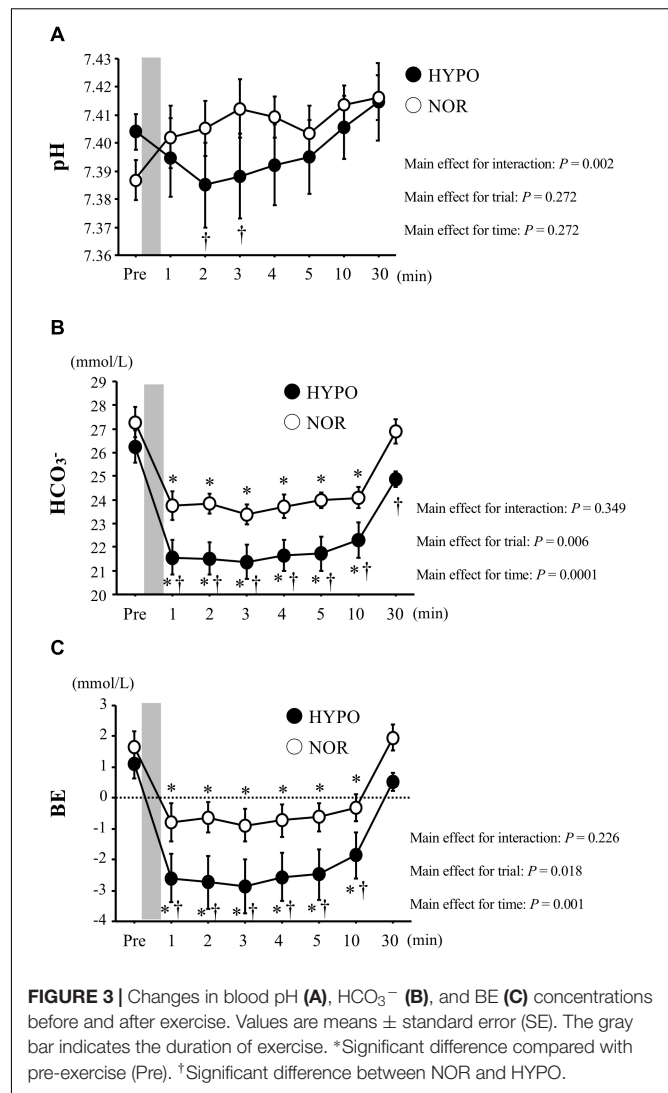 A
7.43
7.42
7.41
7.40
7.39
7.38
7.37
7.36
pH
HYPO
NOR
Main effect for interaction: P = 0.002
Main effect for trial: P = 0.272
Main effect for time: P = 0.272
† †
Pre 1 2 3 4 5 10 30 (min)
B
(mmol/L)
29
28
27
26
25
24
23
22
21
20
HCO₃⁻
HYPO
NOR
* * * * * *
†
*† *† *† *† *† *†
Main effect for interaction: P = 0.349
Main effect for trial: P = 0.006
Main effect for time: P = 0.0001
Pre 1 2 3 4 5 10 30 (min)
C
(mmol/L)
3
2
1
0
-1
-2
-3
-4
BE
HYPO
NOR
* * * * * *
*† *† *† *† *† *†
Main effect for interaction: P = 0.226
Main effect for trial: P = 0.018
Main effect for time: P = 0.001
Pre 1 2 3 4 5 10 30 (min)
FIGURE 3 | Changes in blood pH (A), HCO₃⁻ (B), and BE (C) concentrations
before and after exercise. Values are means ± standard error (SE). The gray
bar indicates the duration of exercise. *Significant difference compared with
pre-exercise (Pre). †Significant difference between NOR and HYPO.